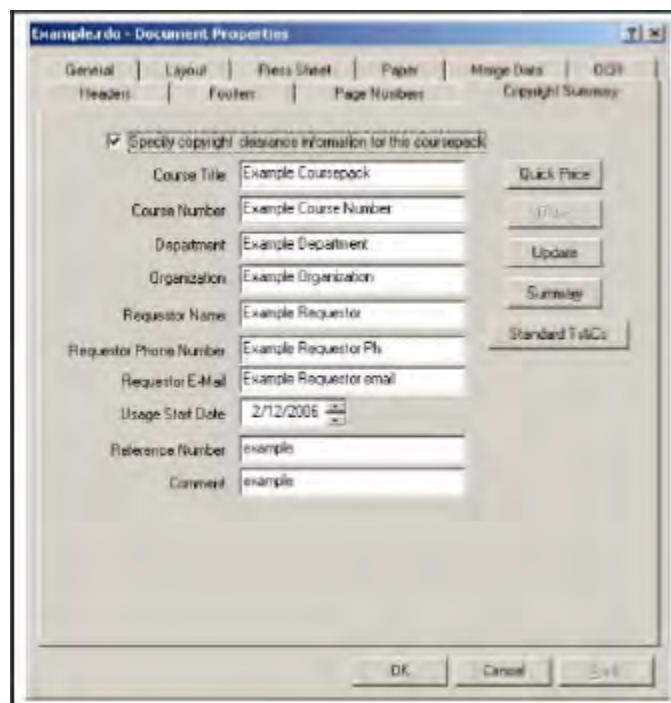 Example.rdo - Document Properties
General Layout Press Sheet Paper Merge Data OCR
Headers Footers Page Numbers Copyright Summary
Specify copyright clearance information for this coursepack
Course Title Example Coursepack Quick Price
Course Number Example Course Number
Department Example Department Update
Organization Example Organization
Summary
Requestor Name Example Requestor
Standard Ts&Cs
Requestor Phone Number Example Requestor Ph
Requestor E-Mail Example Requestor email
Usage Start Date 2/12/2006
Reference Number example
Comment example
OK Cancel